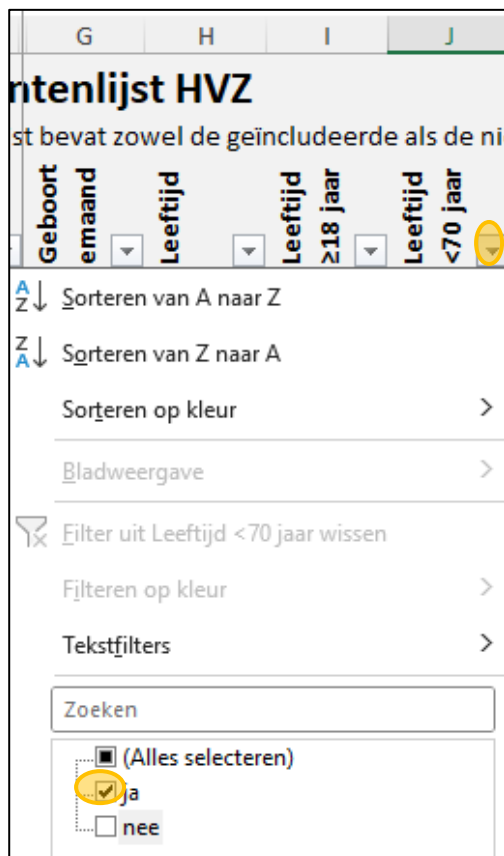 G H I J
ntenlijst HVZ
st bevat zowel de geïncludeerde als de ni
Geboort
emaand
Leeftijd
Leeftijd
≥18 jaar
Leeftijd
<70 jaar
Sorteren van A naar Z
Sorteren van Z naar A
Sorteren op kleur
Bladweergave
Filter uit Leeftijd <70 jaar wissen
Filteren op kleur
Tekstfilters
Zoeken
(Alles selecteren)
ja
nee